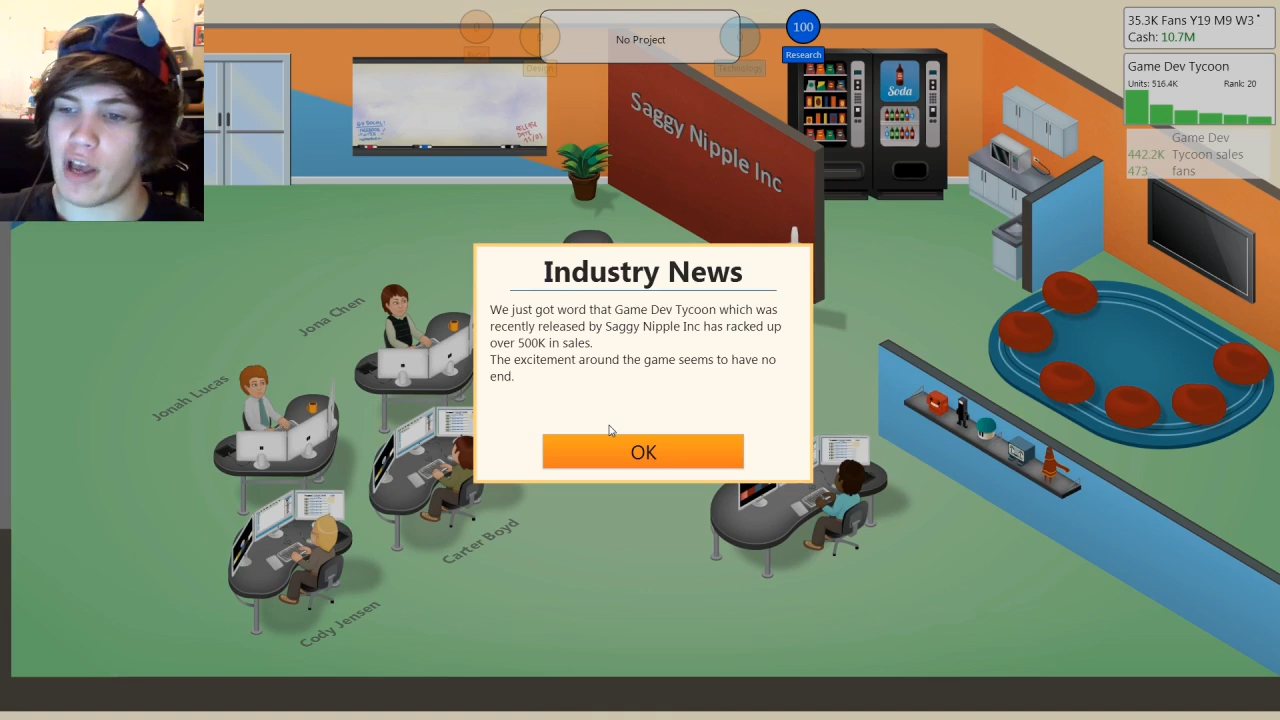 No Project
100
Research
Design
Technology
35.3K Fans Y19 M9 W3
Cash: 10.7M
Game Dev Tycoon
Units: 516.4K Rank: 20
Game Dev
442.2K Tycoon sales
473 fans
Soda
Saggy Nipple Inc
RELEASE
DATE
Industry News
We just got word that Game Dev Tycoon which was
recently released by Saggy Nipple Inc has racked up
over 500K in sales.
The excitement around the game seems to have no
end.
OK
Jona Chen
Jonah Lucas
Carter Boyd
Cody Jensen